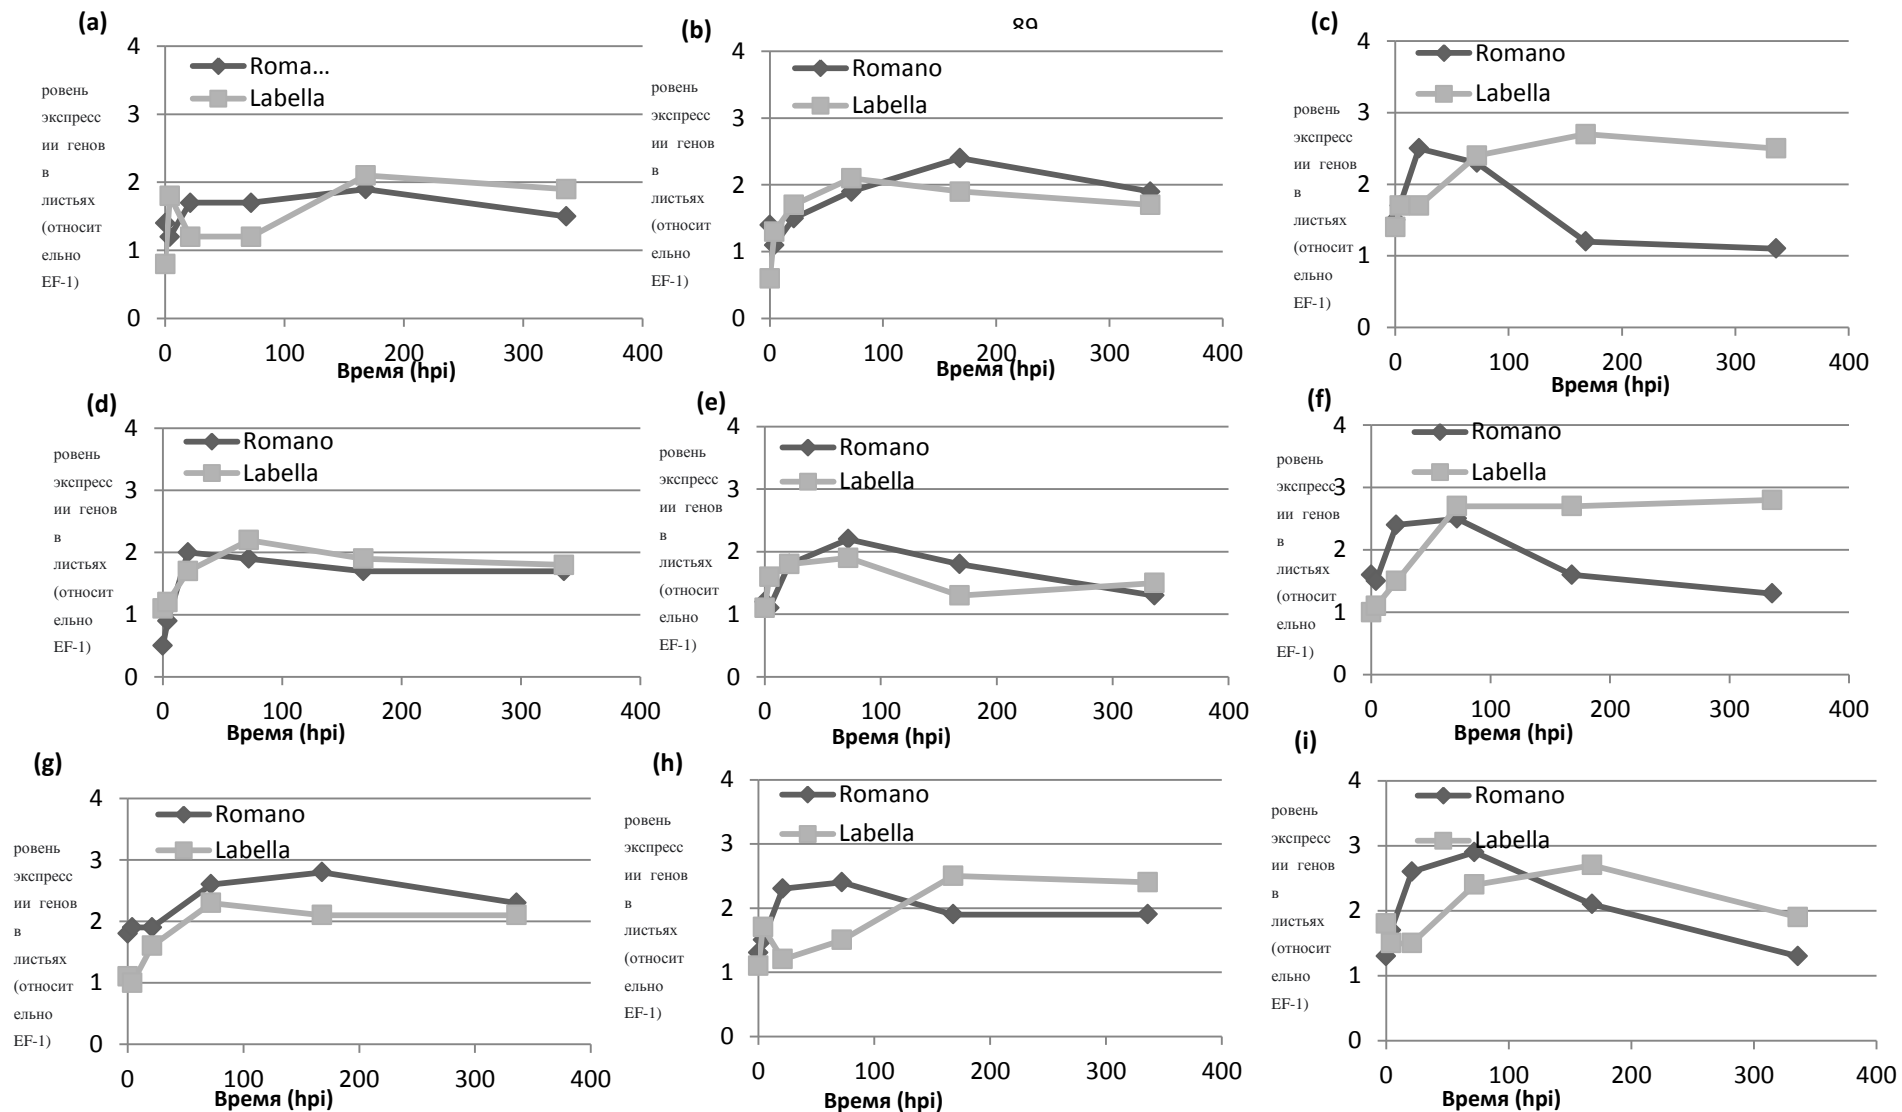 (a)
4
3
2
1
0
Roma...
Labella
ровень
экспресс
ии генов
в
листьях
(относит
ельно
EF-1)
0 100 200 300 400
Время (hpi)
(b)
4
3
2
1
0
Romano
Labella
ровень
экспресс
ии генов
в
листьях
(относит
ельно
EF-1)
0 100 200 300 400
Время (hpi)
(c)
4
3
2
1
0
Romano
Labella
ровень
экспресс
ии генов
в
листьях
(относит
ельно
EF-1)
0 100 200 300 400
Время (hpi)
(d)
4
3
2
1
0
Romano
Labella
ровень
экспресс
ии генов
в
листьях
(относит
ельно
EF-1)
0 100 200 300 400
Время (hpi)
(e)
4
3
2
1
0
Romano
Labella
ровень
экспресс
ии генов
в
листьях
(относит
ельно
EF-1)
0 100 200 300 400
Время (hpi)
(f)
4
3
2
1
0
Romano
Labella
ровень
экспресс
ии генов
в
листьях
(относит
ельно
EF-1)
0 100 200 300 400
Время (hpi)
(g)
4
3
2
1
0
Romano
Labella
ровень
экспресс
ии генов
в
листьях
(относит
ельно
EF-1)
0 100 200 300 400
Время (hpi)
(h)
4
3
2
1
0
Romano
Labella
ровень
экспресс
ии генов
в
листьях
(относит
ельно
EF-1)
0 100 200 300 400
Время (hpi)
(i)
4
3
2
1
0
Romano
Labella
ровень
экспресс
ии генов
в
листьях
(относит
ельно
EF-1)
0 100 200 300 400
Время (hpi)